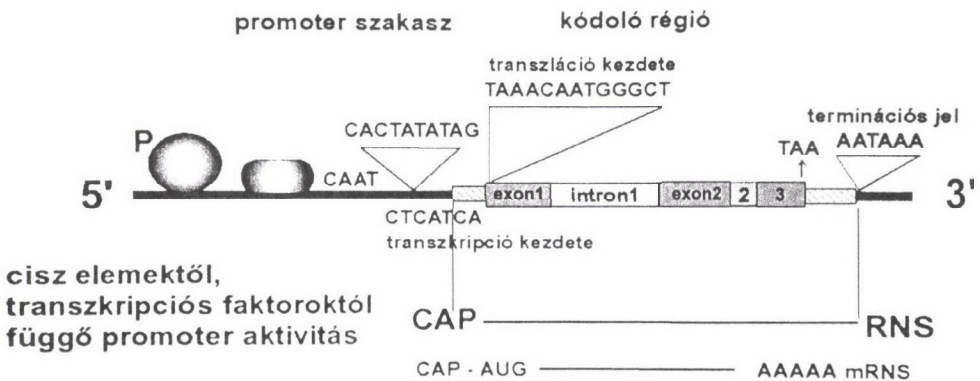 promoter szakasz
kódoló régió
transzláció kezdete
TAAACAATGGGCT
terminációs jel
AATAAA
CACTATATAG
TAA
P
CAAT
5'
exon1
intron1
exon2
2
3
3'
CTCATCA
transzkripció kezdete
cisz elemektől,
transzkripciós faktoroktól
függő promoter aktivitás
CAP
RNS
CAP - AUG
AAAAA mRNS